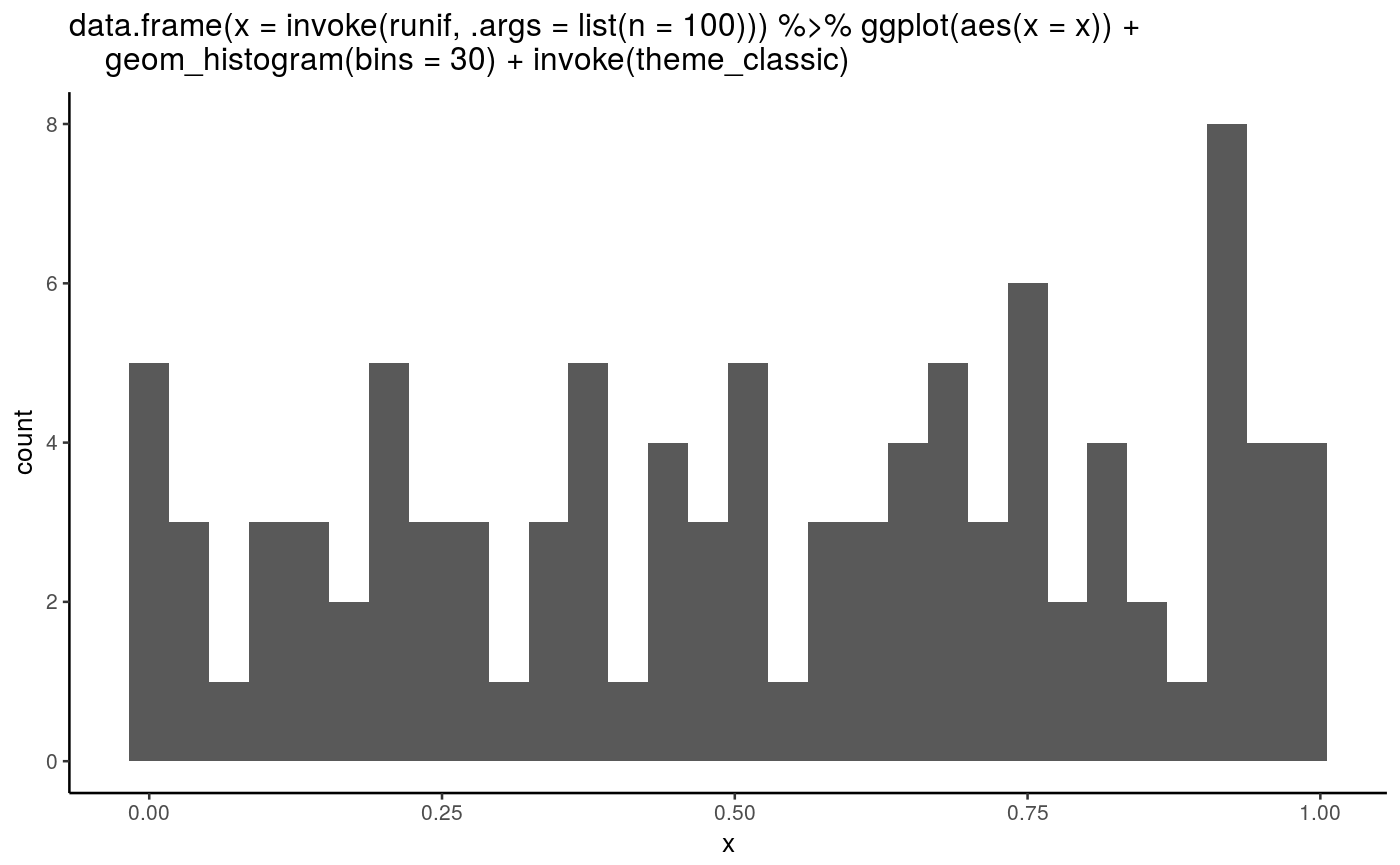 data.frame(x = invoke(runif, .args = list(n = 100))) %>% ggplot(aes(x = x)) +
geom_histogram(bins = 30) + invoke(theme_classic)
8
6
4
2
0
count
0.00 0.25 0.50 0.75 1.00
x